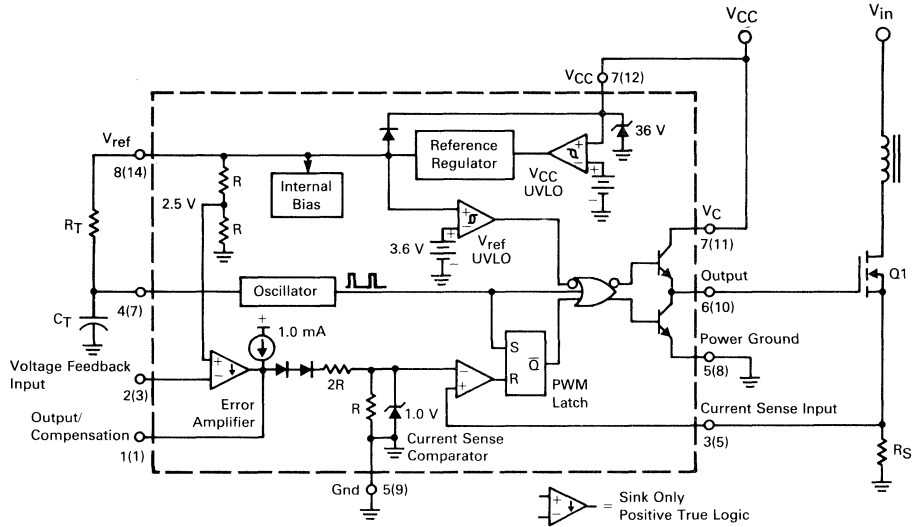 VCC
Vin
VCC
7(12)
36 V
Vref
8(14)
Reference
Regulator
+
−
VCC
UVLO
+
−
R
Internal
Bias
2.5 V
R
RT
+
−
3.6 V
+
−
Vref
UVLO
VC
7(11)
Q1
Output
6(10)
4(7)
Oscillator
CT
+
1.0 mA
S
Q
R
PWM
Latch
Power Ground
5(8)
Voltage Feedback
Input
2(3)
+
−
Error
Amplifier
2R
R
1.0 V
−
+
Current Sense
Comparator
Output/
Compensation
1(1)
Current Sense Input
3(5)
RS
Gnd
5(9)
+
−
= Sink Only
Positive True Logic